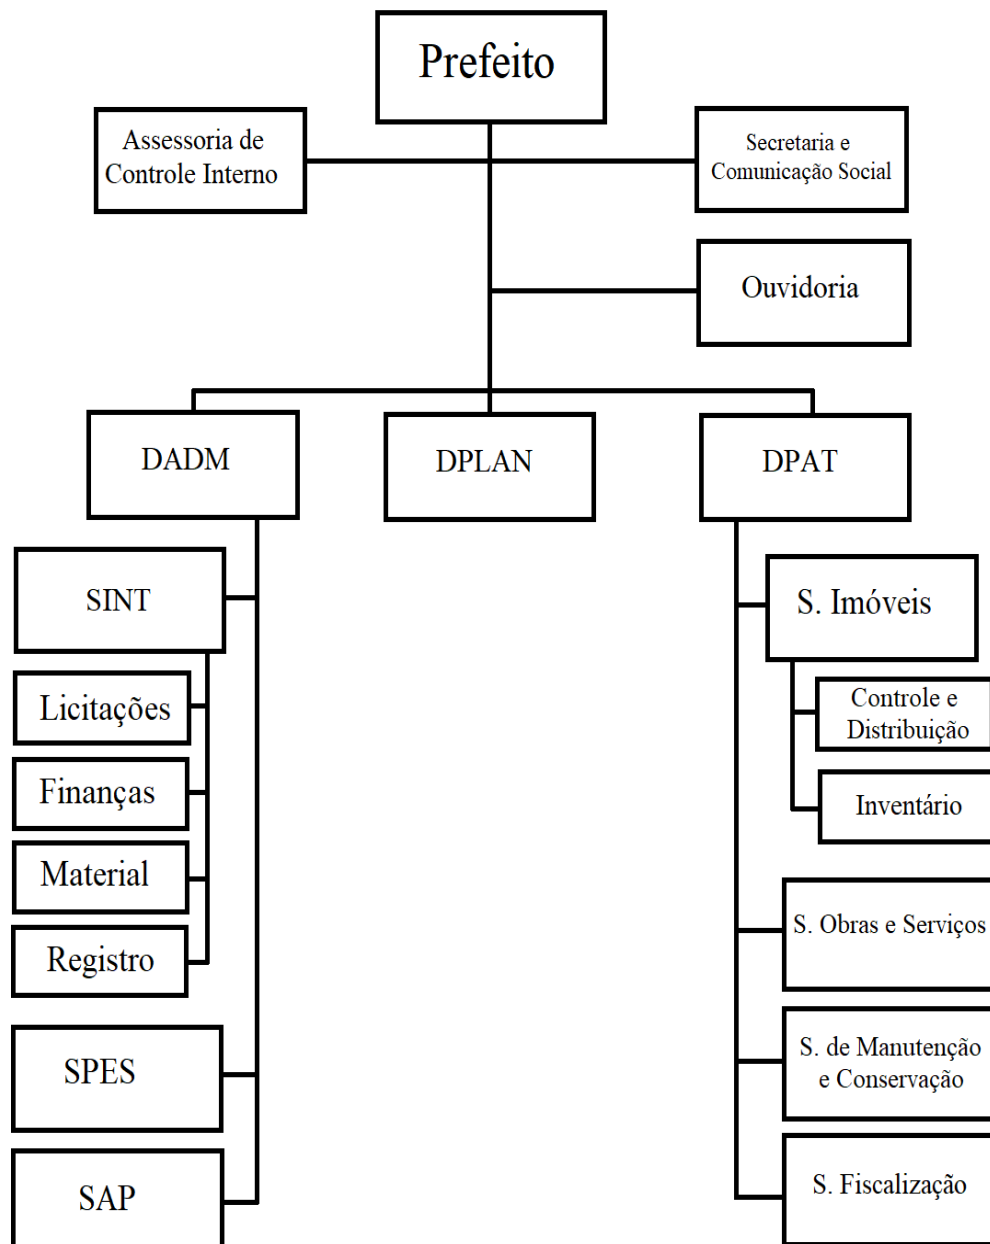 Prefeito
Assessoria de
Controle Interno
Secretaria e
Comunicação Social
Ouvidoria
DADM
DPLAN
DPAT
SINT
Licitações
Finanças
Material
Registro
SPES
SAP
S. Imóveis
Controle e
Distribuição
Inventário
S. Obras e Serviços
S. de Manutenção
e Conservação
S. Fiscalização